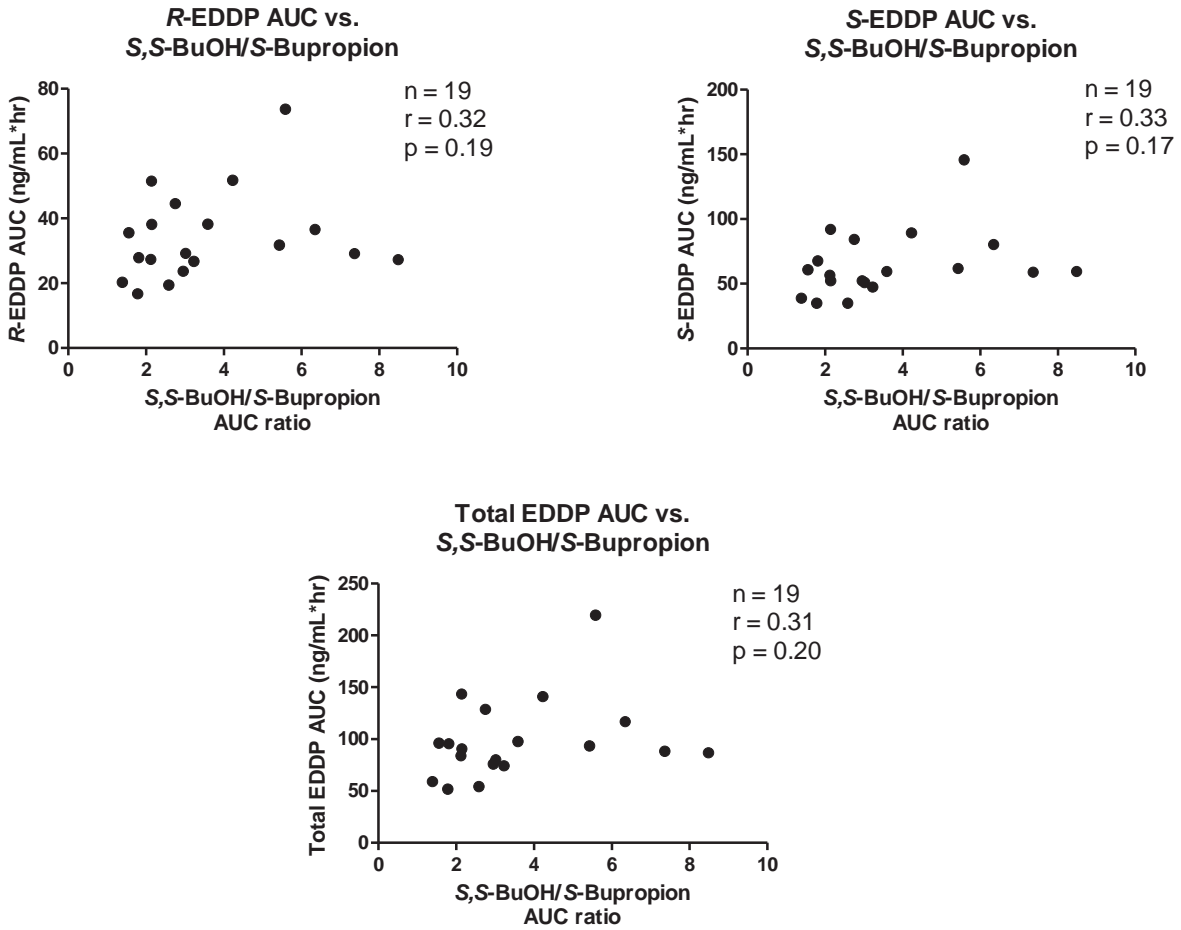 R-EDDP AUC vs.
S,S-BuOH/S-Bupropion
n = 19
r = 0.32
p = 0.19
R-EDDP AUC (ng/mL*hr)
80
60
40
20
0
0 2 4 6 8 10
S,S-BuOH/S-Bupropion
AUC ratio
S-EDDP AUC vs.
S,S-BuOH/S-Bupropion
n = 19
r = 0.33
p = 0.17
S-EDDP AUC (ng/mL*hr)
200
150
100
50
0
0 2 4 6 8 10
S,S-BuOH/S-Bupropion
AUC ratio
Total EDDP AUC vs.
S,S-BuOH/S-Bupropion
n = 19
r = 0.31
p = 0.20
Total EDDP AUC (ng/mL*hr)
250
200
150
100
50
0
0 2 4 6 8 10
S,S-BuOH/S-Bupropion
AUC ratio